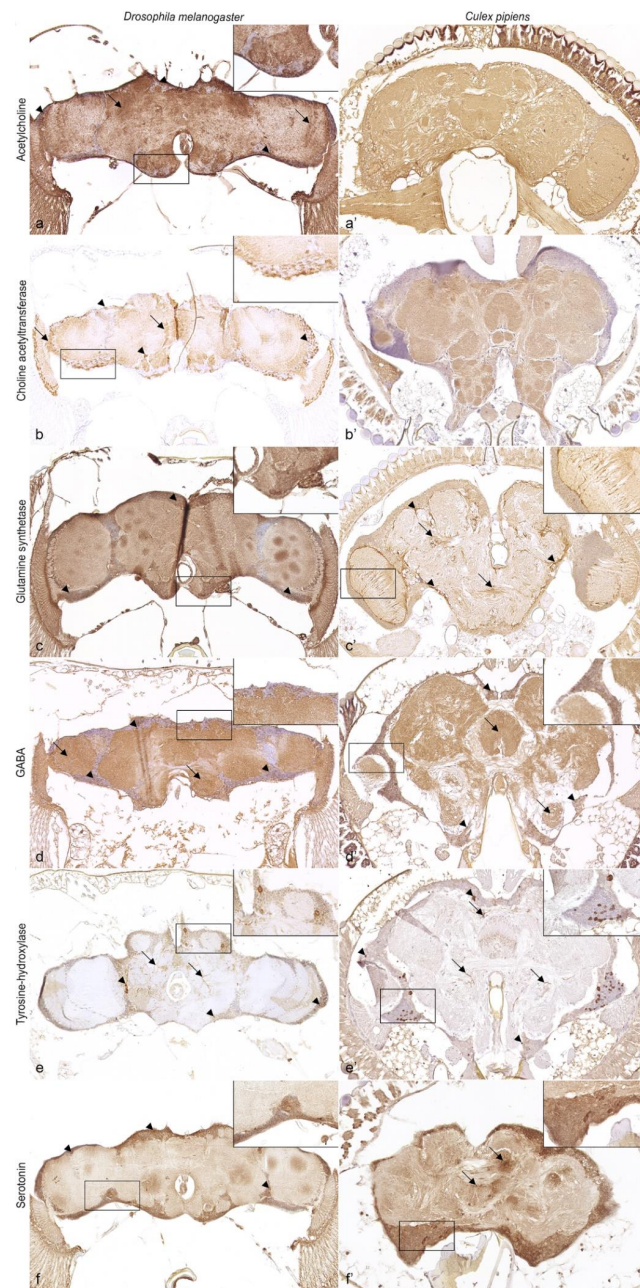 Drosophila melanogaster
Culex pipiens
Acetylcholine
a
a'
Choline acetyltransferase
b
b'
Glutamine synthetase
c
c'
GABA
d
d'
Tyrosine-hydroxylase
e
e'
Serotonin
f
f'